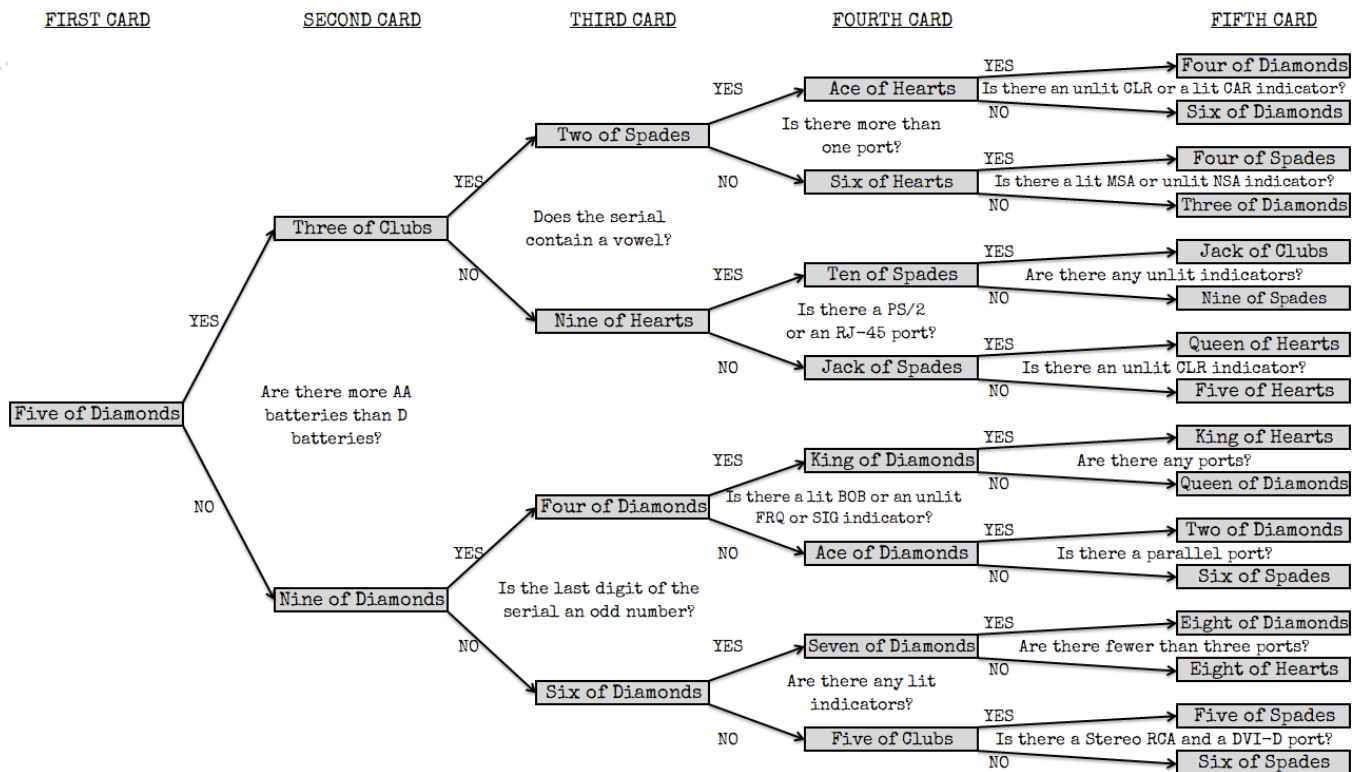 FIRST CARD
SECOND CARD
THIRD CARD
FOURTH CARD
FIFTH CARD
YES
Four of Diamonds
YES
Ace of Hearts
Is there an unlit CLR or a lit CAR indicator?
NO
Six of Diamonds
Two of Spades
Is there more than
one port?
YES
Four of Spades
YES
NO
Six of Hearts
Is there a lit MSA or unlit NSA indicator?
NO
Three of Diamonds
Three of Clubs
Does the serial
contain a vowel?
YES
Jack of Clubs
NO
YES
Ten of Spades
Are there any unlit indicators?
NO
Nine of Spades
YES
Nine of Hearts
Is there a PS/2
or an RJ-45 port?
YES
Queen of Hearts
NO
Jack of Spades
Is there an unlit CLR indicator?
NO
Five of Hearts
Five of Diamonds
Are there more AA
batteries than D
batteries?
YES
King of Hearts
YES
King of Diamonds
Are there any ports?
NO
Queen of Diamonds
NO
Four of Diamonds
Is there a lit BOB or an unlit
FRQ or SIG indicator?
YES
Two of Diamonds
YES
NO
Ace of Diamonds
Is there a parallel port?
NO
Six of Spades
Nine of Diamonds
Is the last digit of the
serial an odd number?
YES
Eight of Diamonds
NO
YES
Seven of Diamonds
Are there fewer than three ports?
NO
Eight of Hearts
Six of Diamonds
Are there any lit
indicators?
YES
Five of Spades
NO
Five of Clubs
Is there a Stereo RCA and a DVI-D port?
NO
Six of Spades